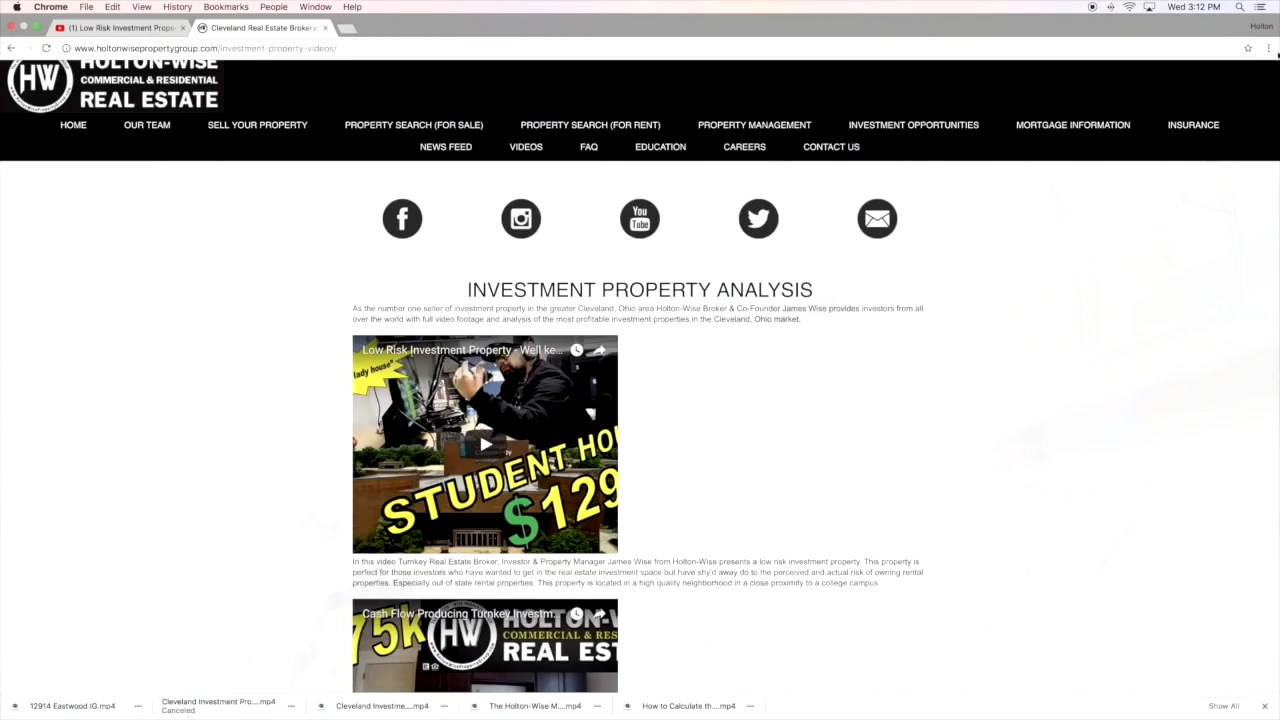 Chrome File Edit View History Bookmarks People Window Help Wed 3:12 PM
(1) Low Risk Investment Prope Cleveland Real Estate Brokera Holton
www.holtonwisepropertygroup.com/investment-property-videos/
HW
HOLTON-WISE
COMMERCIAL & RESIDENTIAL
REAL ESTATE
HOME OUR TEAM SELL YOUR PROPERTY PROPERTY SEARCH (FOR SALE) PROPERTY SEARCH (FOR RENT) PROPERTY MANAGEMENT INVESTMENT OPPORTUNITIES MORTGAGE INFORMATION INSURANCE
NEWS FEED VIDEOS FAQ EDUCATION CAREERS CONTACT US
You
Tube
INVESTMENT PROPERTY ANALYSIS
As the number one seller of investment property in the greater Cleveland, Ohio area Holton-Wise Broker & Co-Founder James Wise provides investors from all
over the world with full video footage and analysis of the most profitable investment properties in the Cleveland, Ohio market.
Low Risk Investment Property - Well ke...
lady house"
STUDENT HOU
$129
In this video Turnkey Real Estate Broker, Investor & Property Manager James Wise from Holton-Wise presents a low risk investment property. This property is
perfect for those investors who have wanted to get in the real estate investment space but have shy'd away do to the perceived and actual risk of owning rental
properties. Especially out of state rental properties. This property is located in a high quality neighborhood in a close proximity to a college campus.
Cash Flow Producing Turnkey Investm...
75k
HW
HOLTON-W
COMMERCIAL & RES
REAL EST
12914 Eastwood IG.mp4 Cleveland Investment Pro....mp4 Cleveland Investme....mp4 The Holton-Wise M....mp4 How to Calculate th....mp4 Show All
Canceled